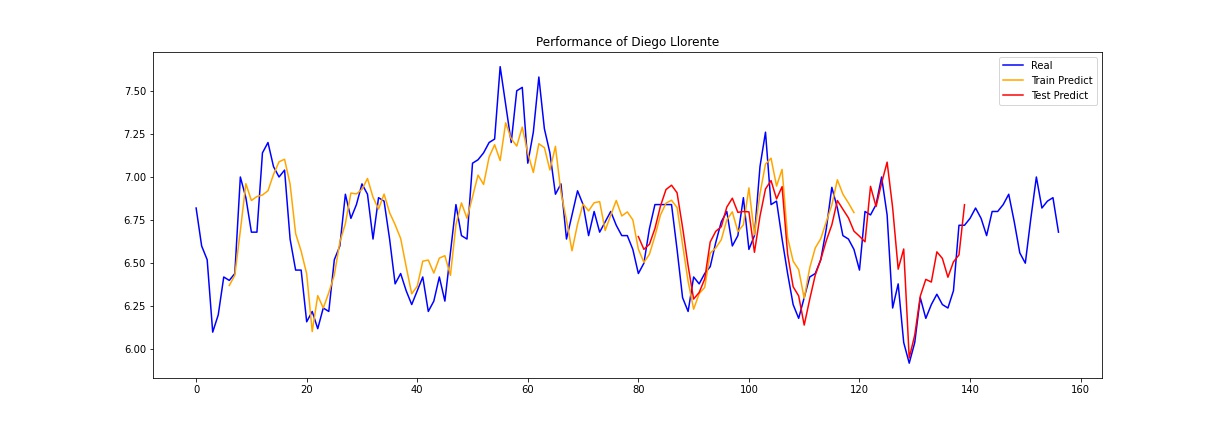 Performance of Diego Llorente
Real
Train Predict
Test Predict
7.50
7.25
7.00
6.75
6.50
6.25
6.00
0 20 40 60 80 100 120 140 160